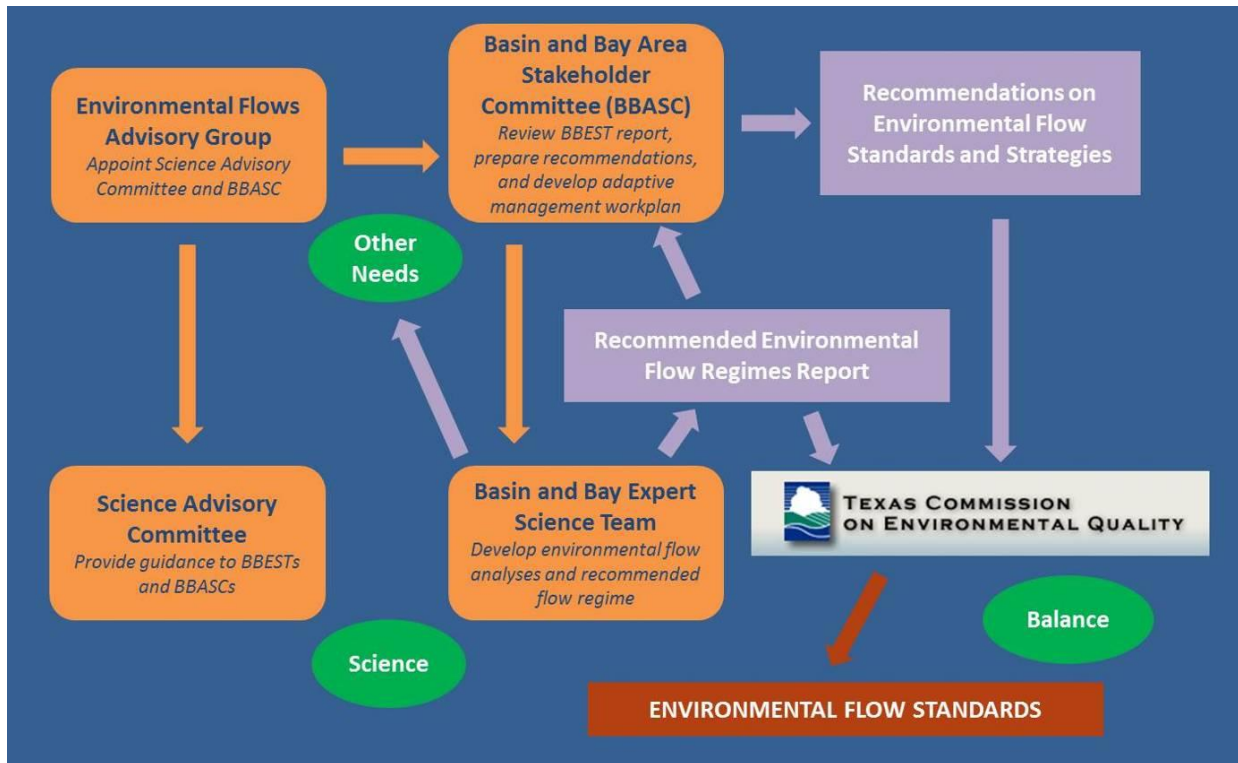 Environmental Flows
Advisory Group
Appoint Science Advisory
Committee and BBASC
Basin and Bay Area
Stakeholder
Committee (BBASC)
Review BBEST report,
prepare recommendations,
and develop adaptive
management workplan
Recommendations on
Environmental Flow
Standards and Strategies
Other
Needs
Recommended Environmental
Flow Regimes Report
Science Advisory
Committee
Provide guidance to BBESTs
and BBASCs
Basin and Bay Expert
Science Team
Develop environmental flow
analyses and recommended
flow regime
TEXAS COMMISSION
ON ENVIRONMENTAL QUALITY
Science
Balance
ENVIRONMENTAL FLOW STANDARDS